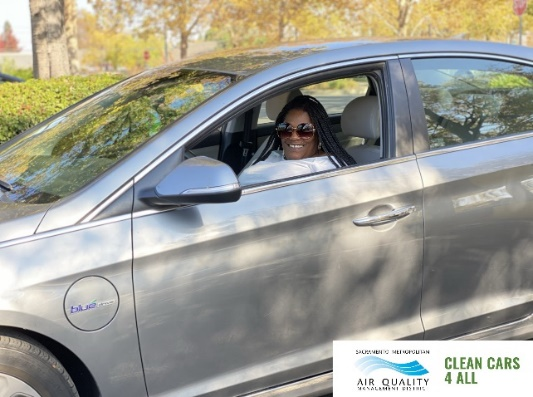 blue
SACRAMENTO METROPOLITAN
AIR QUALITY
MANAGEMENT DISTRICT
CLEAN CARS
4 ALL